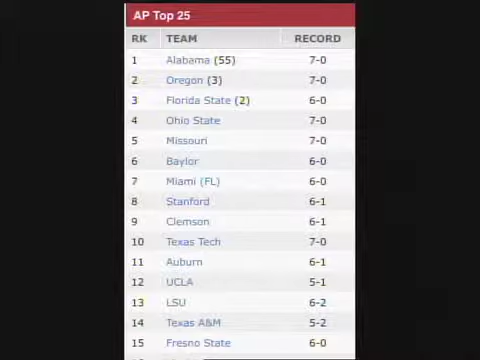 AP Top 25
RK TEAM RECORD
1 Alabama (55) 7-0
2 Oregon (3) 7-0
3 Florida State (2) 6-0
4 Ohio State 7-0
5 Missouri 7-0
6 Baylor 6-0
7 Miami (FL) 6-0
8 Stanford 6-1
9 Clemson 6-1
10 Texas Tech 7-0
11 Auburn 6-1
12 UCLA 5-1
13 LSU 6-2
14 Texas A&M 5-2
15 Fresno State 6-0